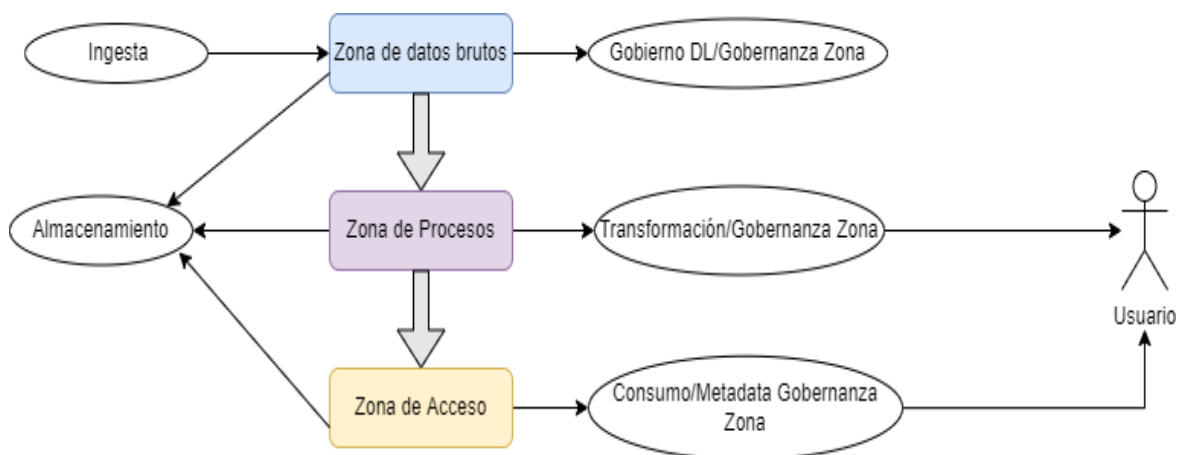 Ingesta
Zona de datos brutos
Gobierno DL/Gobernanza Zona
Almacenamiento
Zona de Procesos
Transformación/Gobernanza Zona
Usuario
Zona de Acceso
Consumo/Metadata Gobernanza
Zona